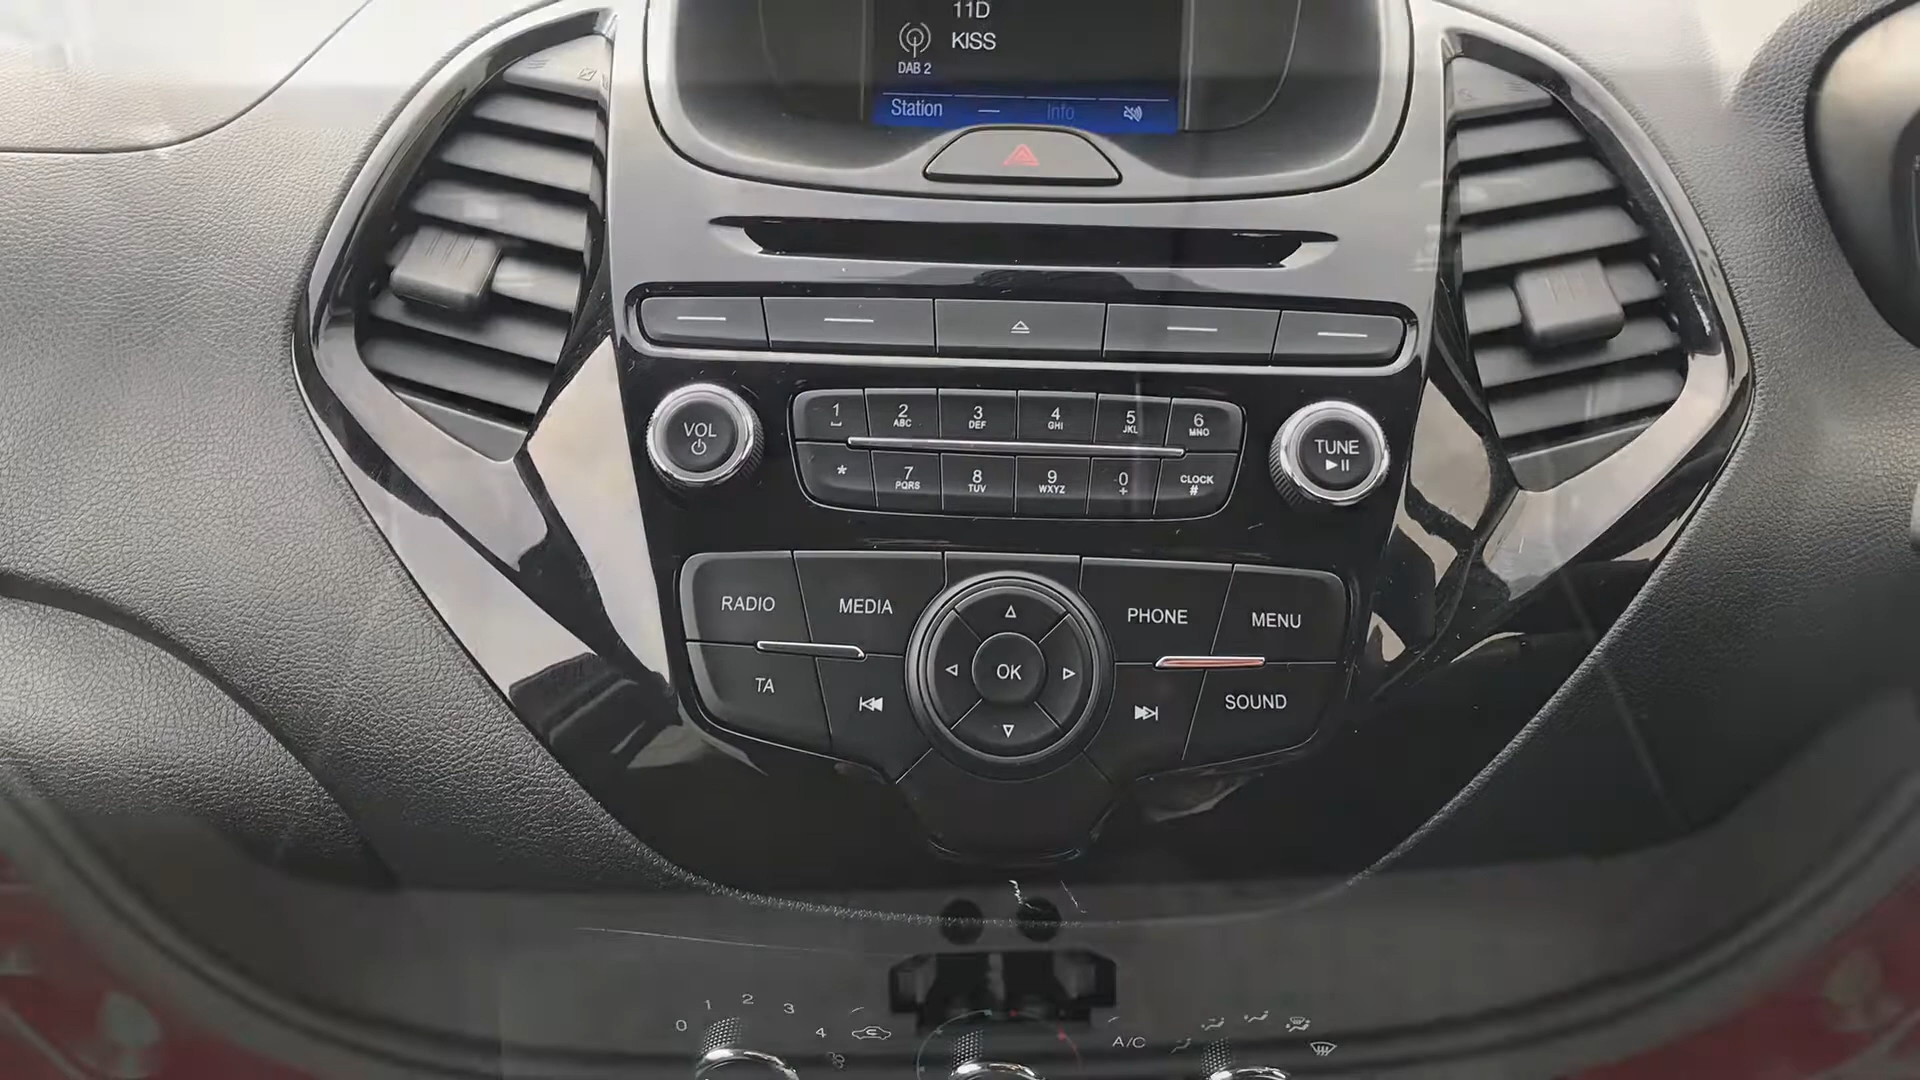 11D
KISS
DAB 2
Station
Info
VOL
TUNE
1 2 3 4 5 6
ABC DEF GHI JKL MNO
* 7 8 9 0 CLOCK
PQRS TUV WXYZ + #
RADIO MEDIA PHONE MENU
OK
TA SOUND
0 1 2 3 4
A/C